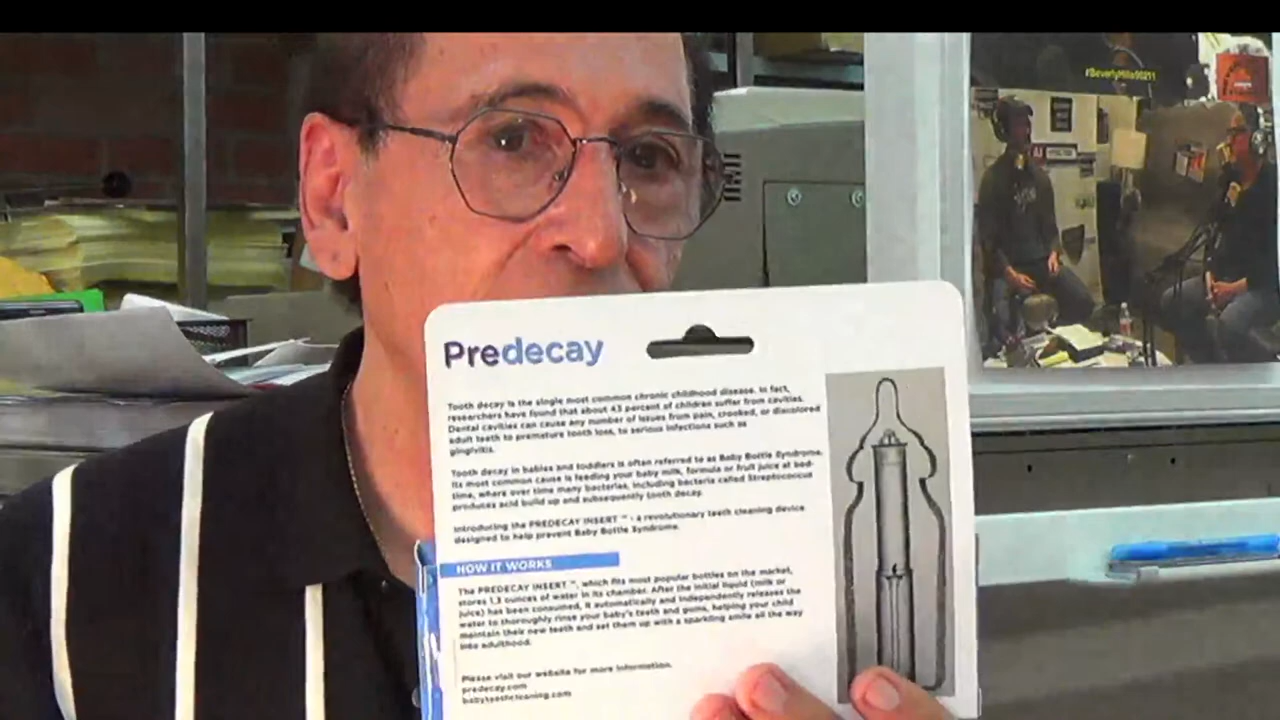 #BeverlyHills90211
Predecay
Tooth decay is the single most common chronic childhood disease. In fact,
researchers have found that about 43 percent of children suffer from cavities.
Dental cavities can cause any number of issues from pain, crooked, or discolored
adult teeth to premature tooth loss, to serious infections such as
gingivitis.
Tooth decay in babies and toddlers is often referred to as Baby Bottle Syndrome.
Its most common cause is feeding your baby milk, formula or fruit juice at bed-
time, where over time many bacterias, including bacteria called Streptococcus
produces acid build up and subsequently tooth decay.
Introducing the PREDECAY INSERT ™ - a revolutionary teeth cleaning device
designed to help prevent Baby Bottle Syndrome.
HOW IT WORKS
The PREDECAY INSERT ™, which fits most popular bottles on the market,
stores 1.3 ounces of water in its chamber. After the initial liquid (milk or
juice) has been consumed, it automatically and independently releases the
water to thoroughly rinse your baby's teeth and gums, helping your child
maintain their new teeth and set them up with a sparkling smile all the way
into adulthood.
Please visit our website for more information.
predecay.com
babyteethcleaning.com